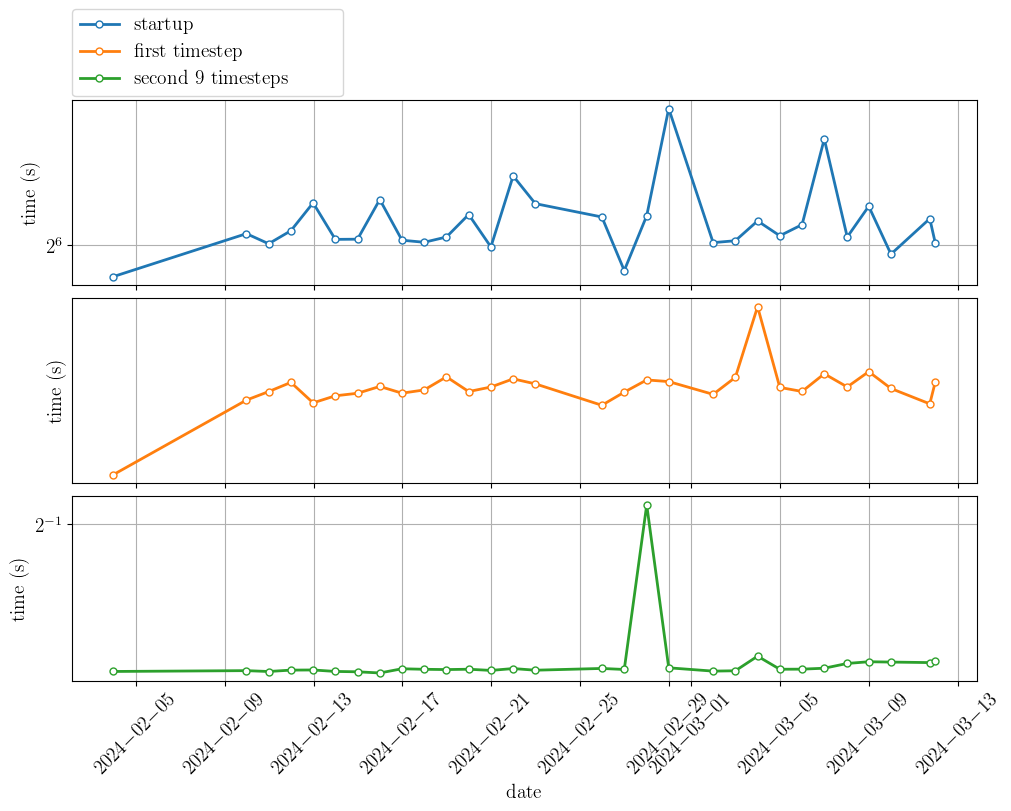 startup
first timestep
second 9 timesteps
time (s)
2^6
time (s)
time (s)
2^−1
2024−02−05
2024−02−09
2024−02−13
2024−02−17
2024−02−21
2024−02−25
2024−02−29
2024−03−01
2024−03−05
2024−03−09
2024−03−13
date